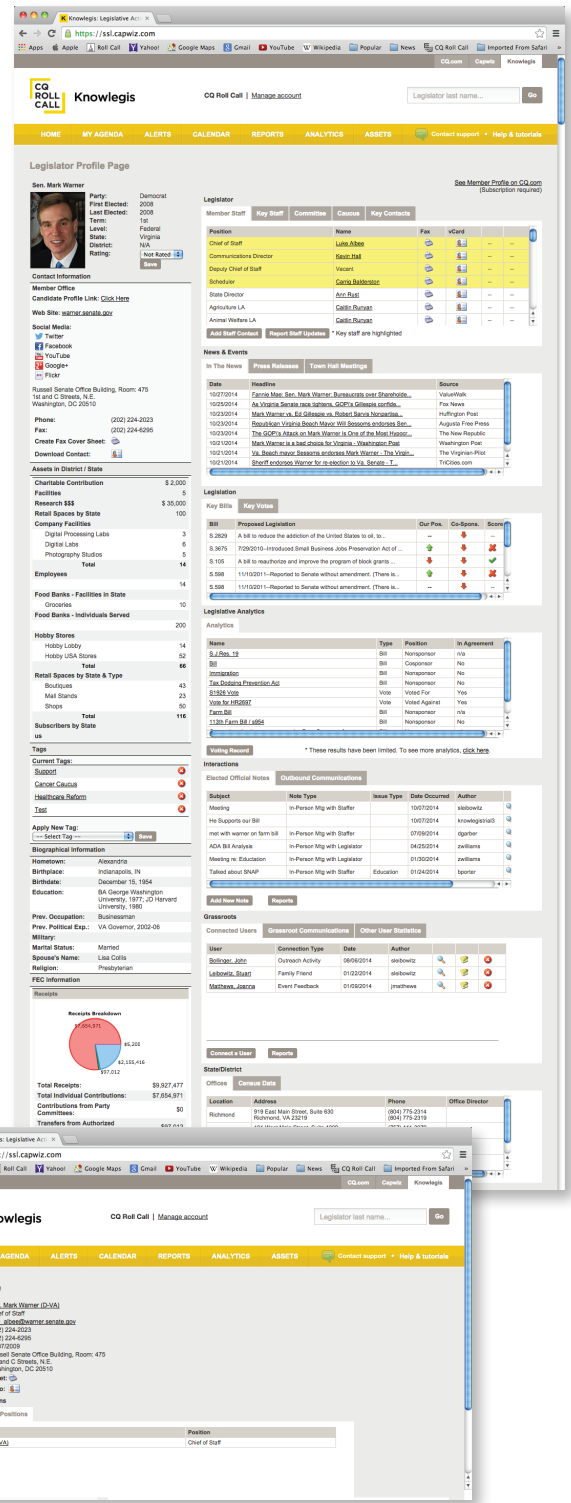 Knowlegis: Legislative Acti
https://ssl.capwiz.com
Apps Apple Roll Call Yahoo! Google Maps Gmail YouTube Wikipedia Popular News CQ Roll Call Imported From Safari »
CQ.com Capwiz Knowlegis
CQ
ROLL
CALL
Knowlegis
CQ Roll Call | Manage account
Legislator last name... Go
HOME MY AGENDA ALERTS CALENDAR REPORTS ANALYTICS ASSETS Contact support • Help & tutorials
Legislator Profile Page
See Member Profile on CQ.com
(Subscription required)
Sen. Mark Warner
Party: Democrat
First Elected: 2008
Last Elected: 2008
Term: 1st
Level: Federal
State: Virginia
District: N/A
Rating: Not Rated
Save
Contact Information
Member Office
Candidate Profile Link: Click Here
Web Site: warner.senate.gov
Social Media:
Twitter
Facebook
YouTube
Google+
Flickr
Russell Senate Office Building, Room: 475
1st and C Streets, N.E.
Washington, DC 20510
Phone: (202) 224-2023
Fax: (202) 224-6295
Create Fax Cover Sheet:
Download Contact:
Assets in District / State
Charitable Contribution $ 2,000
Facilities 5
Research $$$ $ 35,000
Retail Spaces by State 100
Company Facilities
Digital Processing Labs 3
Digitial Labs 6
Photography Studios 5
Total 14
Employees
14
Food Banks - Facilities in State
Groceries 10
Food Banks - Individuals Served
200
Hobby Stores
Hobby Lobby 14
Hobby USA Stores 52
Total 66
Retail Spaces by State & Type
Boutiques 43
Mall Stands 23
Shops 50
Total 116
Subscribers by State
us
Tags
Current Tags:
Support
Cancer Caucus
Healthcare Reform
Test
Apply New Tag:
-- Select Tag -- Save
Biographical Information
Hometown: Alexandria
Birthplace: Indianapolis, IN
Birthdate: December 15, 1954
Education: BA George Washington
University, 1977; JD Harvard
University, 1980
Prev. Occupation: Businessman
Prev. Political Exp.: VA Governor, 2002-06
Military:
Marital Status: Married
Spouse's Name: Lisa Collis
Religion: Presbyterian
FEC Information
Receipts
Receipts Breakdown
$7,654,971
$5,200
$2,155,416
$97,012
Total Receipts: $9,927,477
Total Individual Contributions: $7,654,971
Contributions from Party
Committees: $0
Transfers from Authorized
Legislator
Member Staff Key Staff Committee Caucus Key Contacts
Position Name Fax vCard
Chief of Staff Luke Albee -- --
Communications Director Kevin Hall -- --
Deputy Chief of Staff Vacant -- --
Scheduler Carrig Balderston -- --
State Director Ann Rust -- --
Agriculture LA Caitlin Runyan -- --
Animal Welfare LA Caitlin Runyan -- --
Add Staff Contact Report Staff Updates * Key staff are highlighted
News & Events
In The News Press Releases Town Hall Meetings
Date Headline Source
10/27/2014 Fannie Mae: Sen. Mark Warner: Bureaucrats over Shareholde... ValueWalk
10/25/2014 As Virginia Senate race tightens, GOP's Gillespie confide... Fox News
10/23/2014 Mark Warner vs. Ed Gillespie vs. Robert Sarvis Nonpartisa... Huffington Post
10/23/2014 Republican Virginia Beach Mayor Will Sessoms endorses Sen... Augusta Free Press
10/23/2014 The GOP's Attack on Mark Warner Is One of the Most Hypocr... The New Republic
10/22/2014 Mark Warner is a bad choice for Virginia - Washington Post Washington Post
10/21/2014 Va. Beach mayor Sessoms endorses Mark Warner - The Virgin... The Virginian-Pilot
10/21/2014 Sheriff endorses Warner for re-election to Va. Senate - T... TriCities.com
Legislation
Key Bills Key Votes
Bill Proposed Legislation Our Pos. Co-Spons. Score
S.2829 A bill to reduce the addiction of the United States to oil, to... -- --
S.3675 7/29/2010--Introduced.Small Business Jobs Preservation Act of ...
S.105 A bill to reauthorize and improve the program of block grants ...
S.598 11/10/2011--Reported to Senate without amendment. (There is...
S.598 11/10/2011--Reported to Senate without amendment. (There is... -- --
Legislative Analytics
Analytics
Name Type Position In Agreement
S.J.Res. 19 Bill Nonsponsor n/a
Bill Bill Cosponsor No
Immigration Bill Nonsponsor No
Tax Dodging Prevention Act Bill Nonsponsor No
S1926 Vote Vote Voted For Yes
Vote for HR2697 Vote Voted Against Yes
Farm Bill Bill Nonsponsor n/a
113th Farm Bill / s954 Bill Nonsponsor No
Voting Record * These results have been limited. To see more analytics, click here.
Interactions
Elected Official Notes Outbound Communications
Subject Note Type Issue Type Date Occurred Author
Meeting In-Person Mtg with Staffer 10/07/2014 sleibowitz
He Supports our Bill 10/07/2014 knowlegistrial3
met with warner on farm bill In-Person Mtg with Staffer 07/09/2014 dgarber
ADA Bill Analysis In-Person Mtg with Legislator 04/25/2014 zwilliams
Meeting re: Eductation In-Person Mtg with Legislator 01/30/2014 zwilliams
Talked about SNAP In-Person Mtg with Staffer Education 01/24/2014 bporter
Add New Note Reports
Grassroots
Connected Users Grassroot Communications Other User Statistics
User Connection Type Date Author
Bollinger, John Outreach Activity 08/06/2014 sleibowitz
Leibowitz, Stuart Family Friend 01/22/2014 sleibowitz
Matthews, Joanna Event Feedback 01/09/2014 jmatthews
Connect a User Reports
State/District
Offices Census Data
Location Address Phone Office Director
Richmond 919 East Main Street, Suite 630 (804) 775-2314
Richmond, VA 23219 (804) 775-2319
s: Legislative Acti
://ssl.capwiz.com
Roll Call Yahoo! Google Maps Gmail YouTube Wikipedia Popular News CQ Roll Call Imported From Safari »
CQ.com Capwiz Knowlegis
owlegis
CQ Roll Call | Manage account
Legislator last name... Go
AGENDA ALERTS CALENDAR REPORTS ANALYTICS ASSETS Contact support • Help & tutorials
. Mark Warner (D-VA)
ef of Staff
_albee@warner.senate.gov
2) 224-2023
2) 224-6295
07/2009
sell Senate Office Building, Room: 475
and C Streets, N.E.
shington, DC 20510
et:
o:
ns
Positions
Position
VA) Chief of Staff